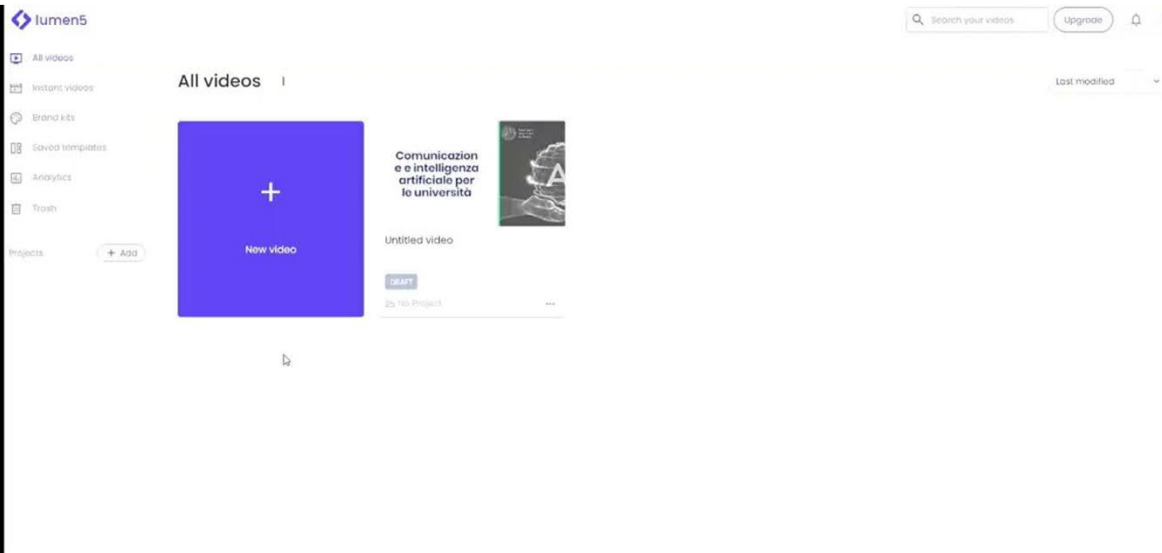 lumen5
Search your videos
Upgrade
All videos
Instant videos
Brand kits
Saved templates
Analytics
Trash
Projects
+ Add
All videos
Last modified
+
New video
Comunicazion
e e intelligenza
artificiale per
le università
A
Untitled video
DRAFT
No Project